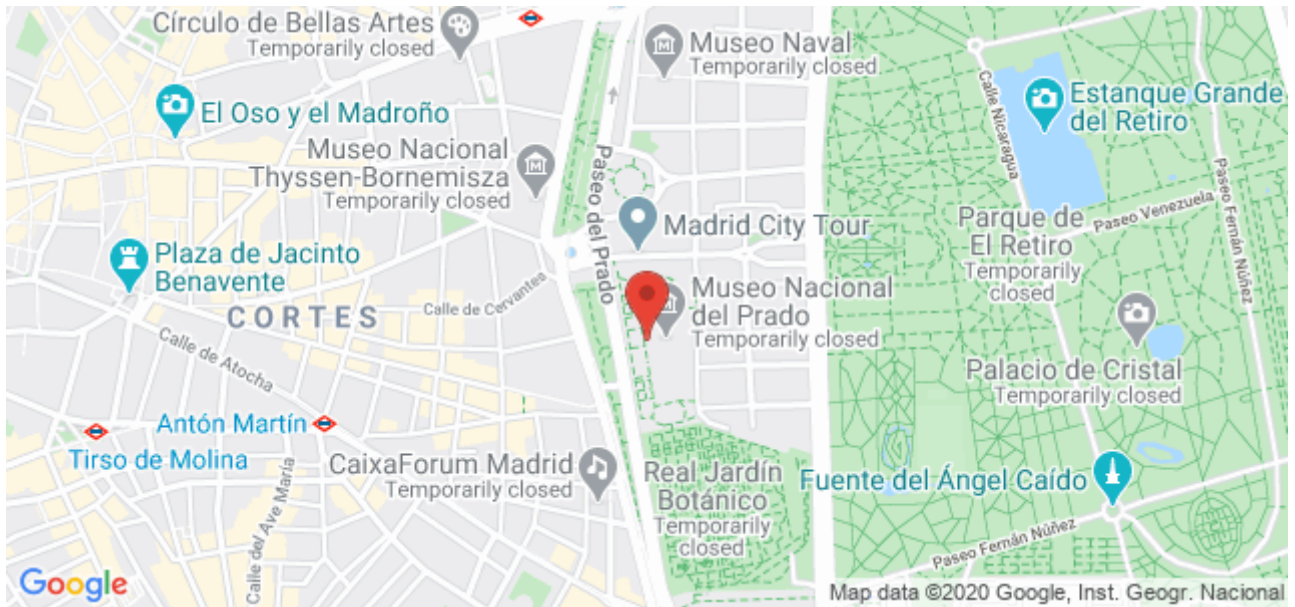 Círculo de Bellas Artes
Temporarily closed
Museo Naval
Temporarily closed
Estanque Grande
del Retiro
El Oso y el Madroño
Calle Nicaragua
Museo Nacional
Thyssen-Bornemisza
Temporarily closed
Paseo del Prado
Paseo Fernán Núñez
Paseo Venezuela
Madrid City Tour
Parque de
El Retiro
Temporarily
closed
Plaza de Jacinto
Benavente
Calle de Cervantes
CORTES
Museo Nacional
del Prado
Temporarily closed
Calle de Atocha
Palacio de Cristal
Temporarily closed
Antón Martín
Tirso de Molina
CaixaForum Madrid
Temporarily closed
Real Jardín
Botánico
Temporarily
closed
Fuente del Ángel Caído
Calle del Ave María
Paseo Fernán Núñez
Google
Map data ©2020 Google, Inst. Geogr. Nacional